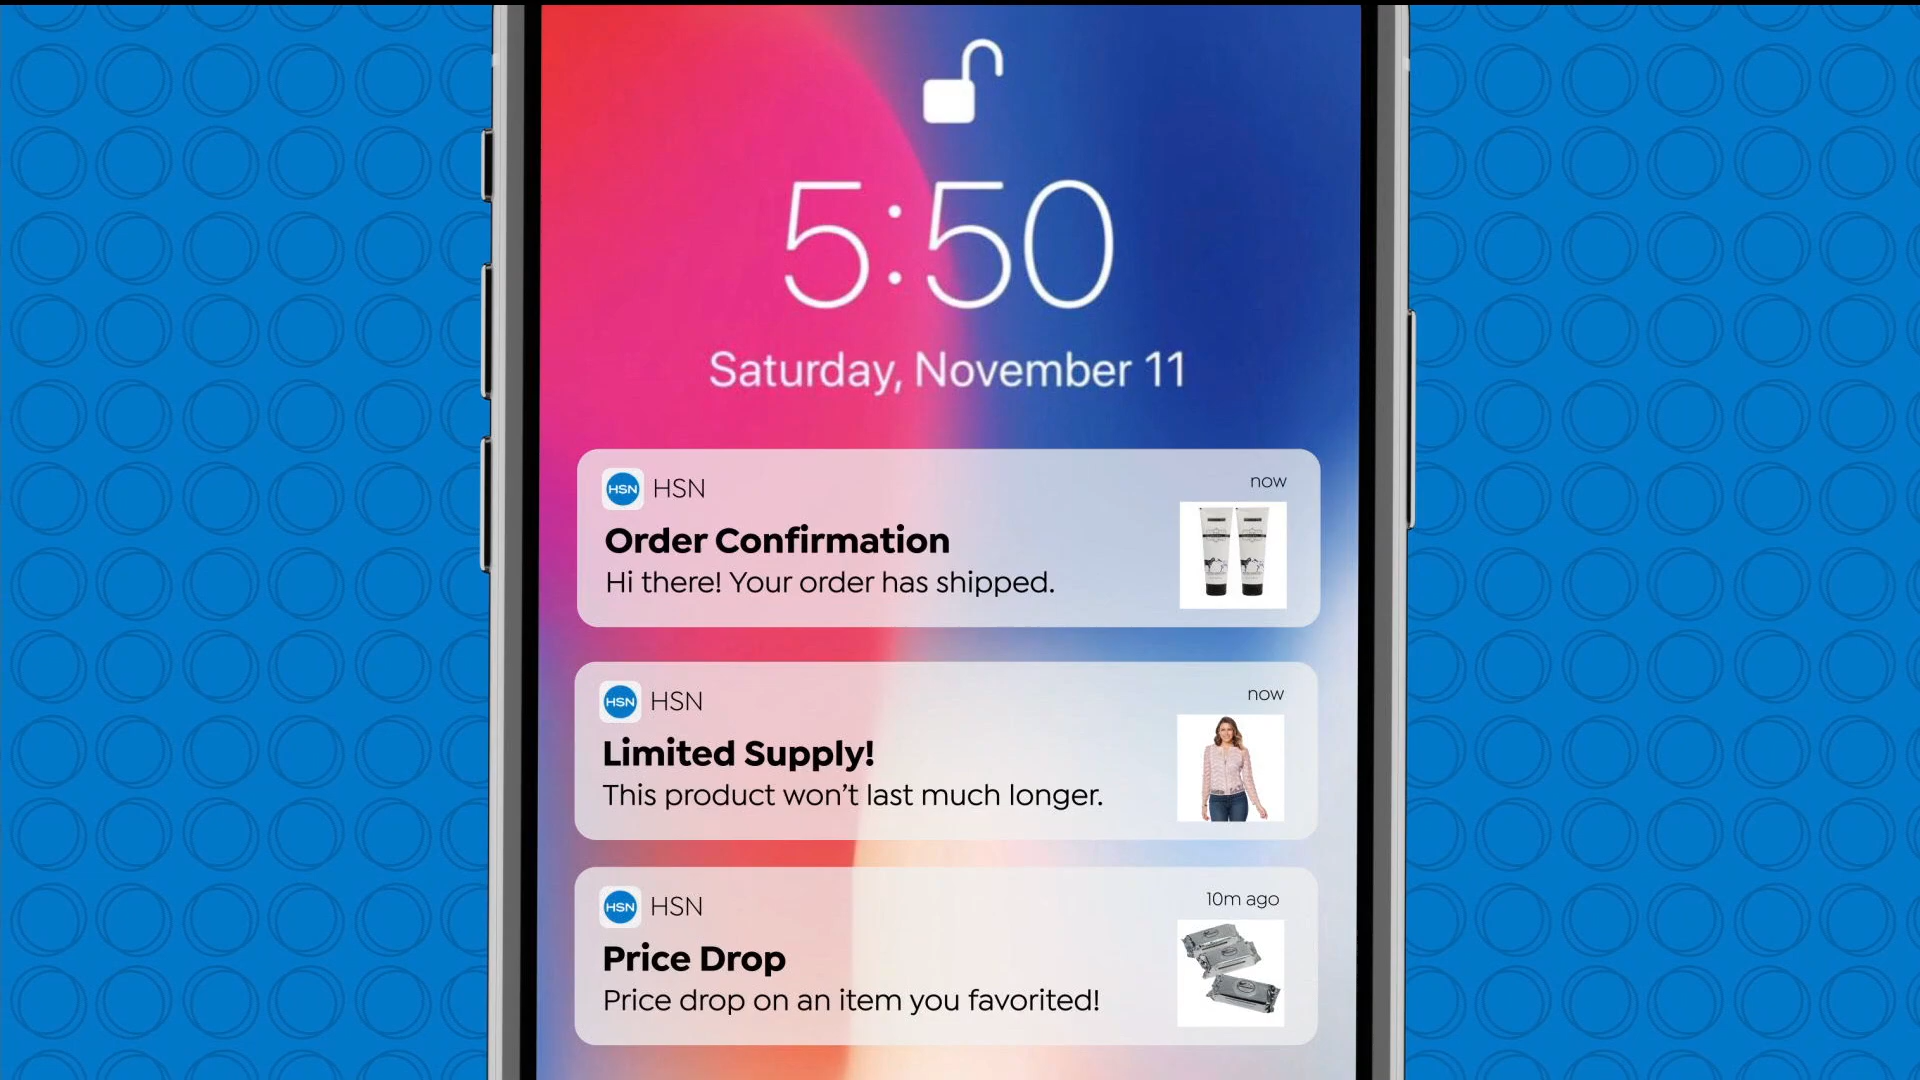 5:50
Saturday, November 11
HSN
HSN
now
Order Confirmation
Hi there! Your order has shipped.
HSN
HSN
now
Limited Supply!
This product won’t last much longer.
HSN
HSN
10m ago
Price Drop
Price drop on an item you favorited!